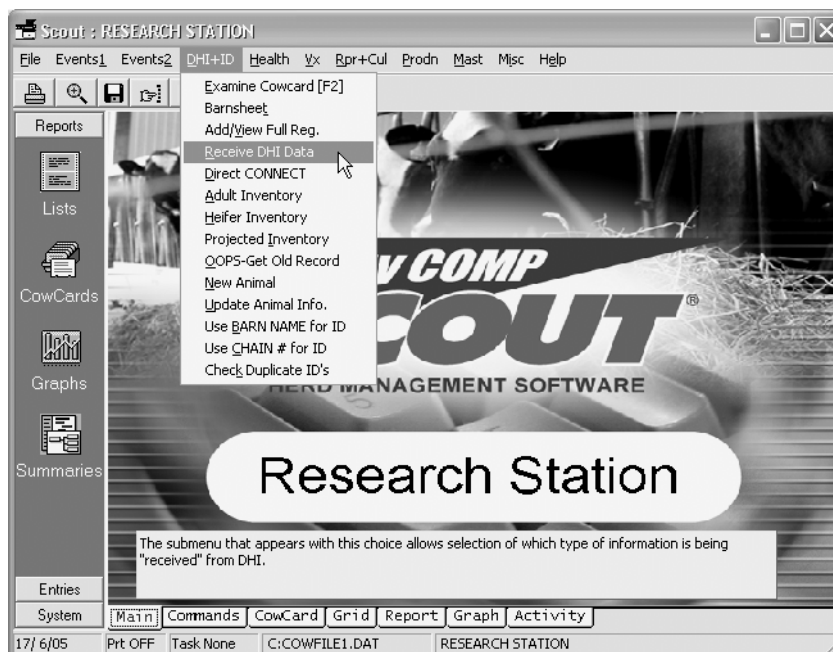 Scout : RESEARCH STATION
File Events1 Events2 DHI+ID Health Vx Rpr+Cul Prodn Mast Misc Help
Examine Cowcard [F2]
Barnsheet
Add/View Full Reg.
Receive DHI Data
Direct CONNECT
Adult Inventory
Heifer Inventory
Projected Inventory
OOPS-Get Old Record
New Animal
Update Animal Info.
Use BARN NAME for ID
Use CHAIN # for ID
Check Duplicate ID's
Reports
Lists
CowCards
Graphs
Summaries
Entries
System
COMP
®
MANAGEMENT SOFTWARE
Research Station
The submenu that appears with this choice allows selection of which type of information is being
"received" from DHI.
Main Commands CowCard Grid Report Graph Activity
17/ 6/05 Prt OFF Task None C:COWFILE1.DAT RESEARCH STATION